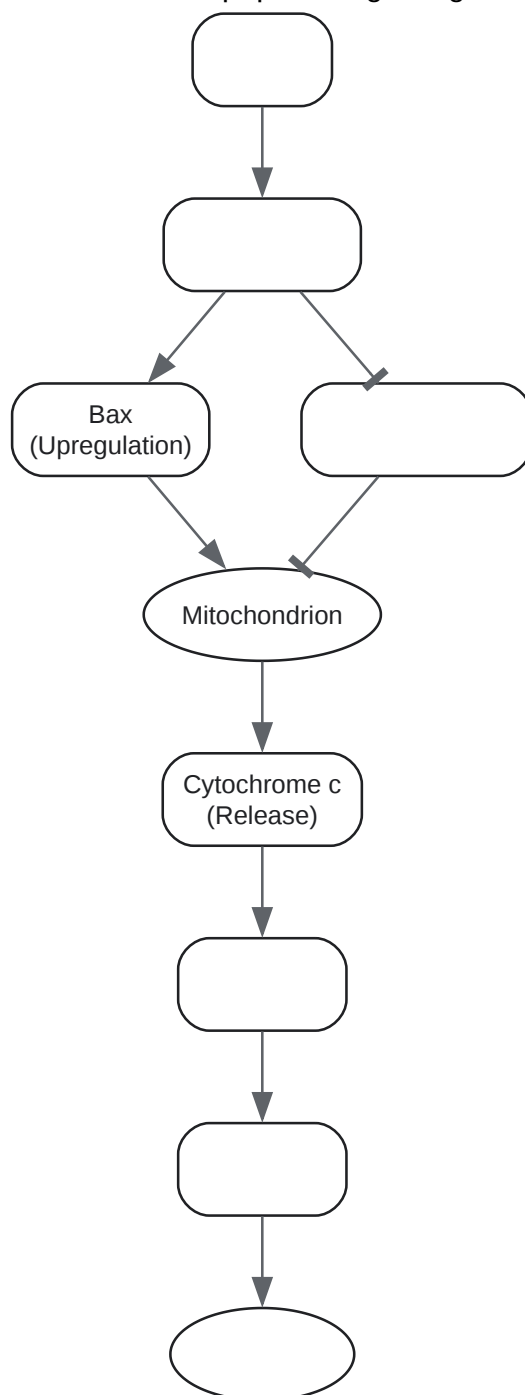 Bax
(Upregulation)
Mitochondrion
Cytochrome c
(Release)